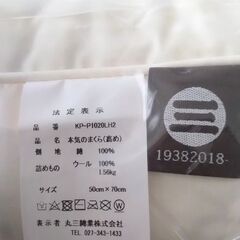 法定表示
品番 KP-P1020LH2
品名 本気のまくら(高め)
側地 綿 100%
詰めもの ウール 100%
1.56kg
サイズ 50cm×70cm
表示者 丸三綿業株式会社
TEL 027-343-1433
三
19382018-